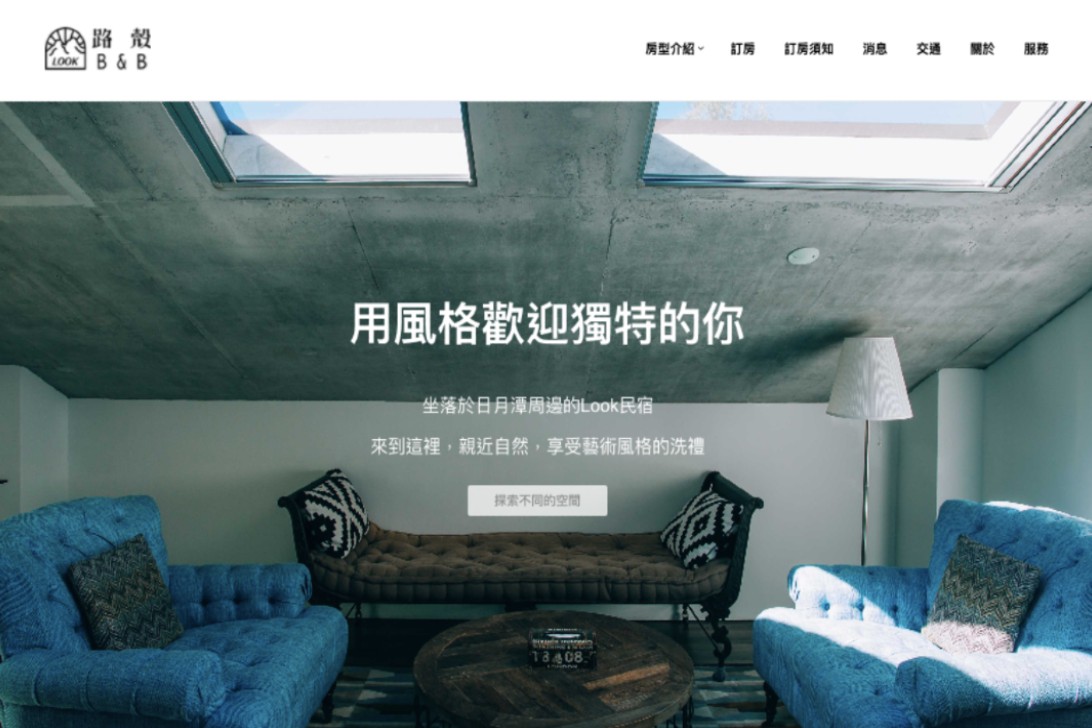 路殼
LOOK
B & B
房型介紹
訂房
訂房須知
消息
交通
關於
服務
用風格歡迎獨特的你
坐落於日月潭周邊的Look民宿
來到這裡,親近自然,享受藝術風格的洗禮
探索不同的空間